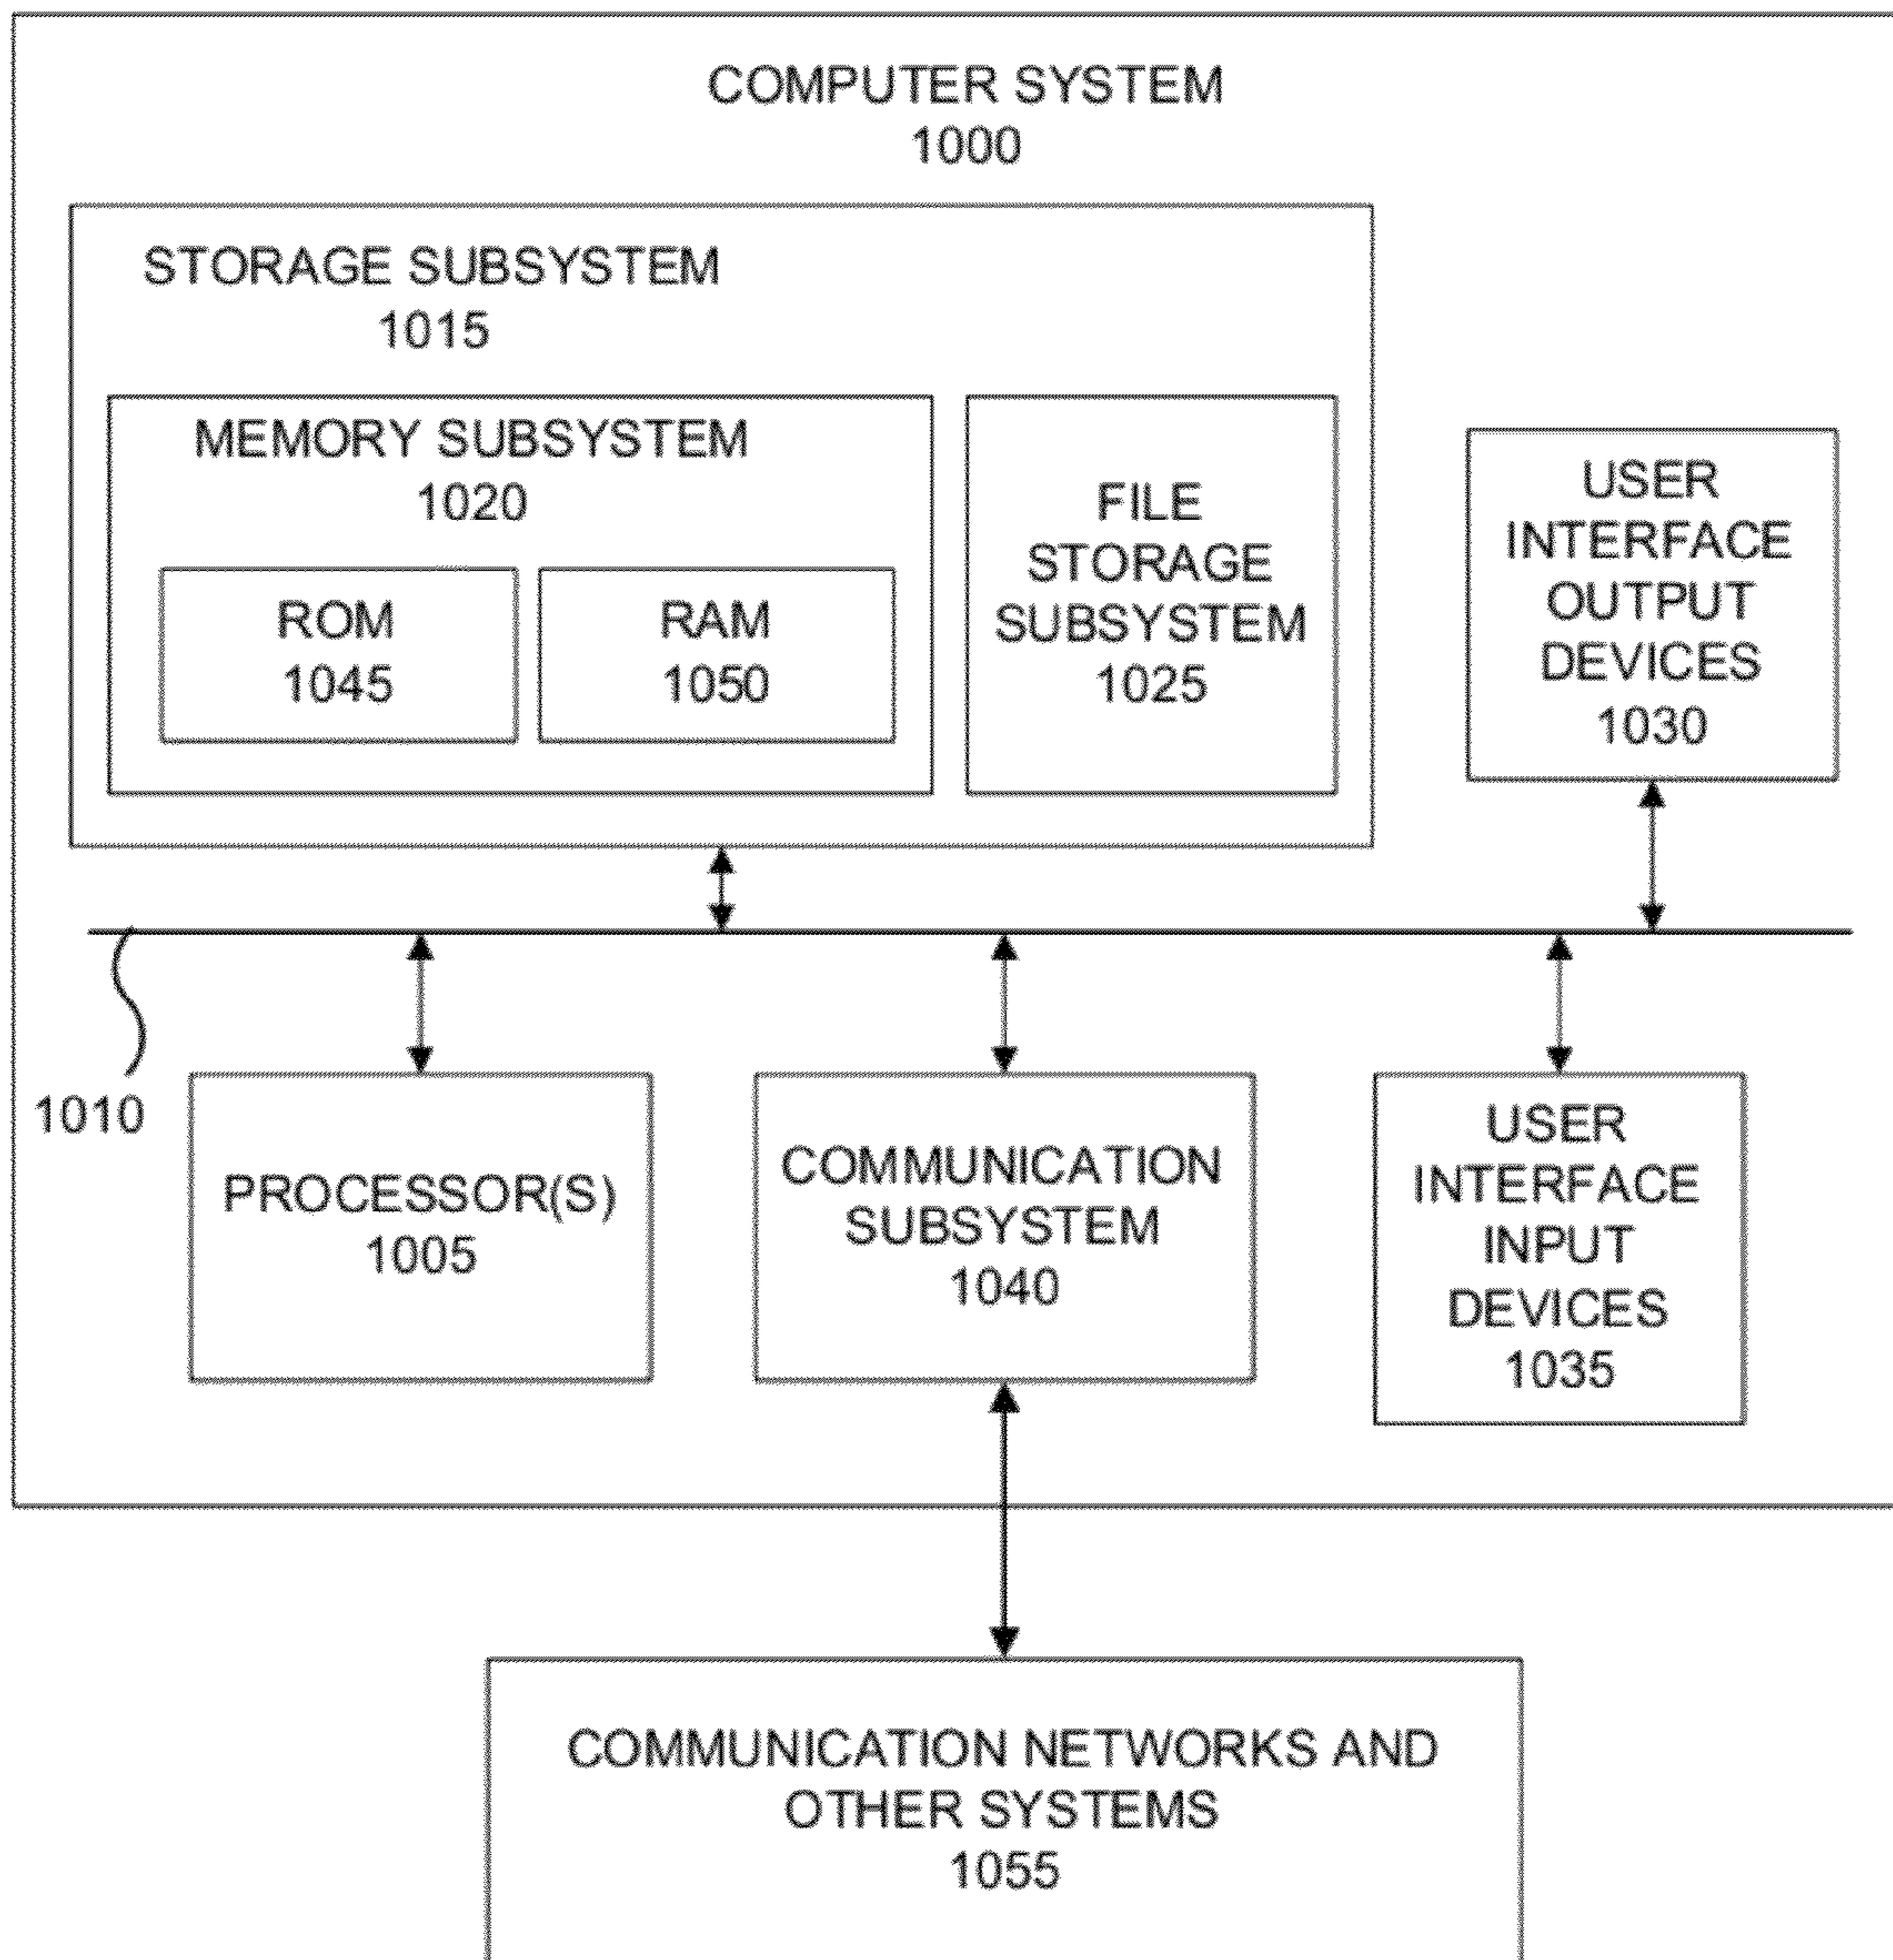 COMPUTER SYSTEM
1000
STORAGE SUBSYSTEM
1015
MEMORY SUBSYSTEM
1020
ROM
1045
RAM
1050
FILE
STORAGE
SUBSYSTEM
1025
USER
INTERFACE
OUTPUT
DEVICES
1030
1010
PROCESSOR(S)
1005
COMMUNICATION
SUBSYSTEM
1040
USER
INTERFACE
INPUT
DEVICES
1035
COMMUNICATION NETWORKS AND
OTHER SYSTEMS
1055